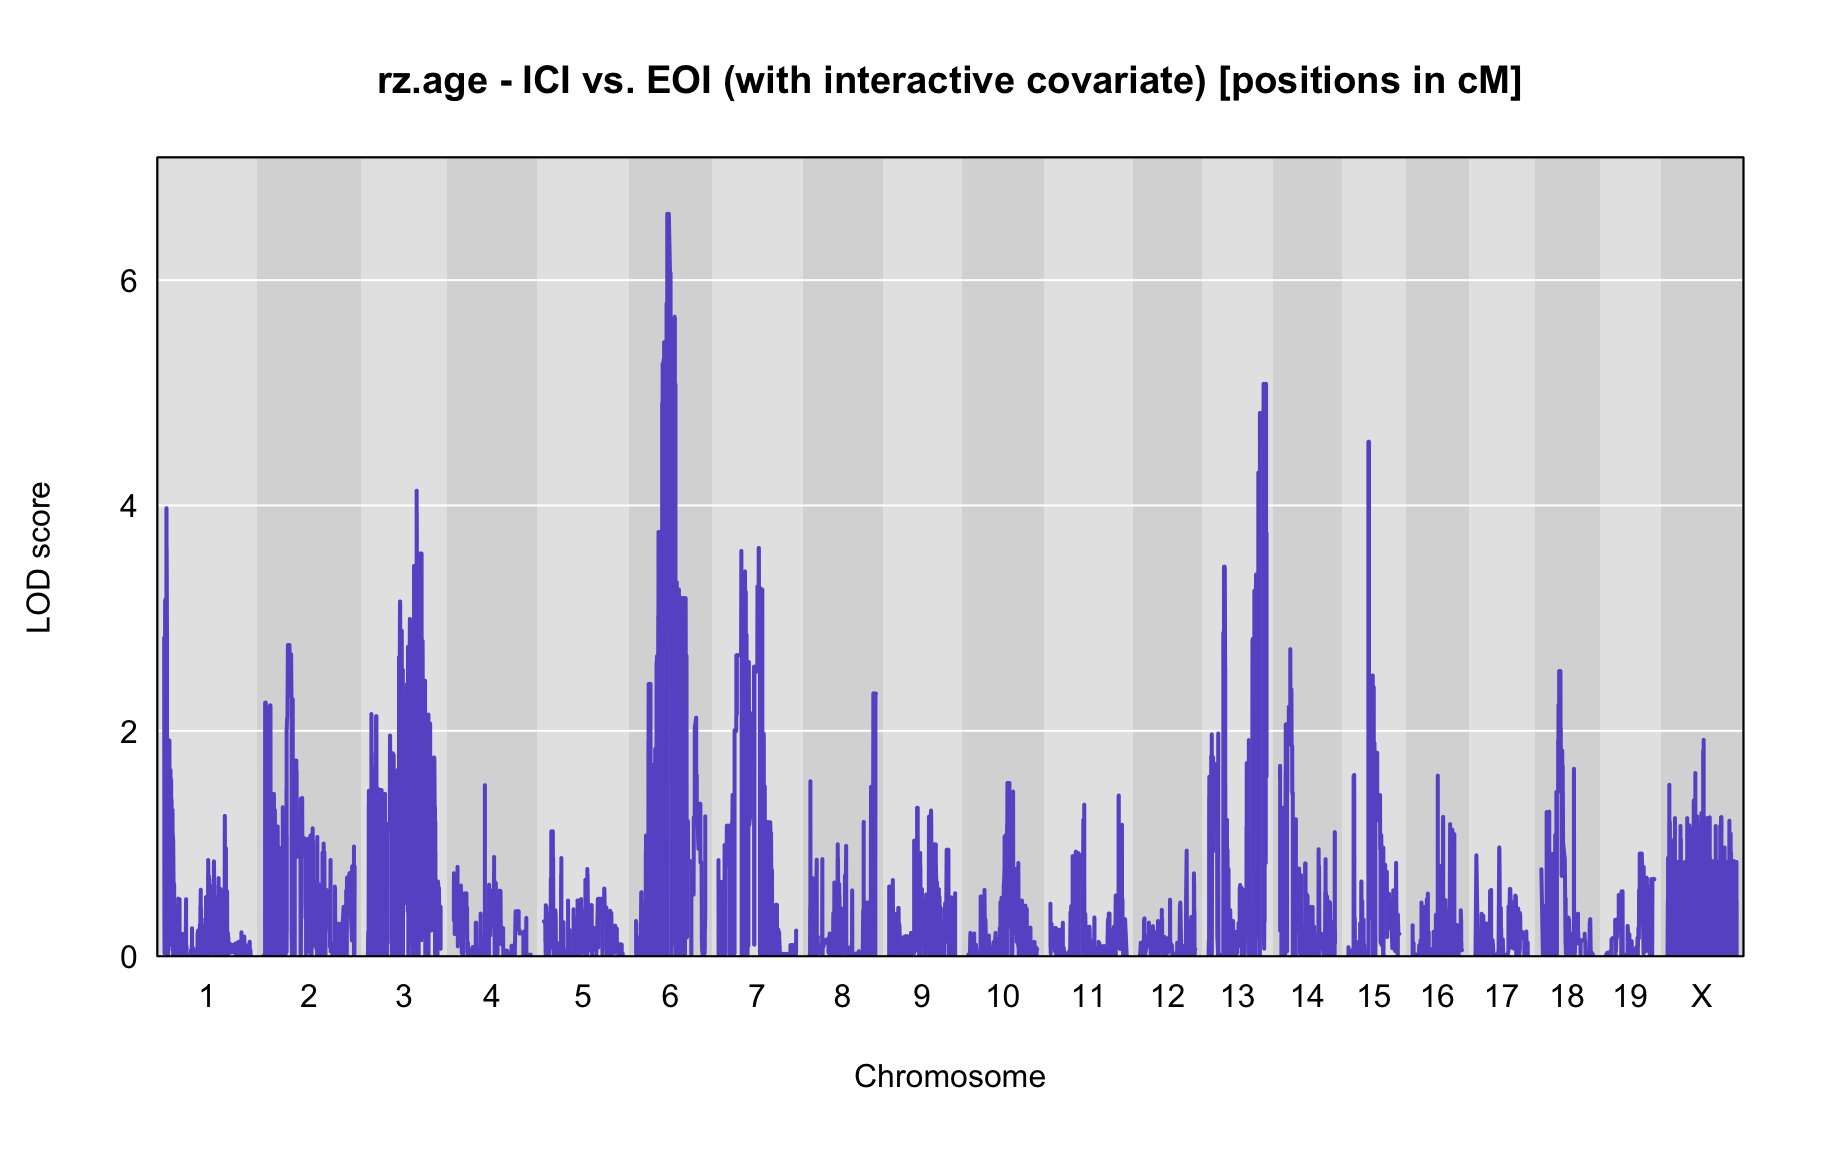 rz.age - ICI vs. EOI (with interactive covariate) [positions in cM]
LOD score
6
4
2
0
1 2 3 4 5 6 7 8 9 10 11 12 13 14 15 16 17 18 19 X
Chromosome